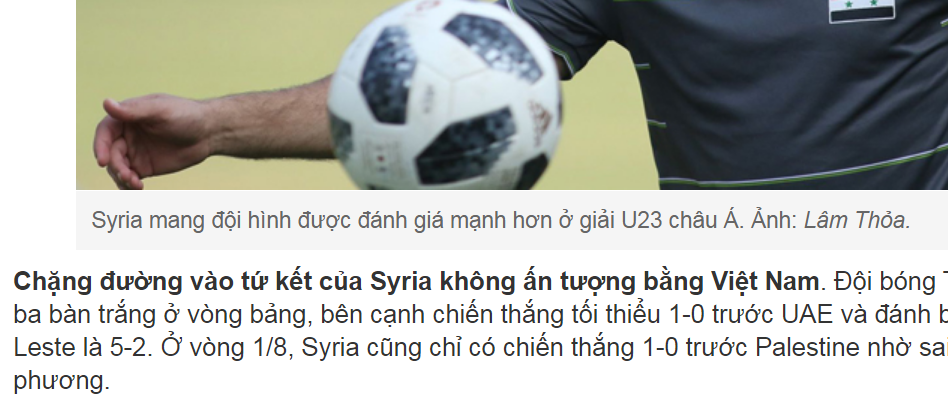 Syria mang đội hình được đánh giá mạnh hơn ở giải U23 châu Á. Ảnh: Lâm Thỏa.
Chặng đường vào tứ kết của Syria không ấn tượng bằng Việt Nam. Đội bóng
ba bàn trắng ở vòng bảng, bên cạnh chiến thắng tối thiểu 1-0 trước UAE và đánh
Leste là 5-2. Ở vòng 1/8, Syria cũng chỉ có chiến thắng 1-0 trước Palestine nhờ sai
phương.